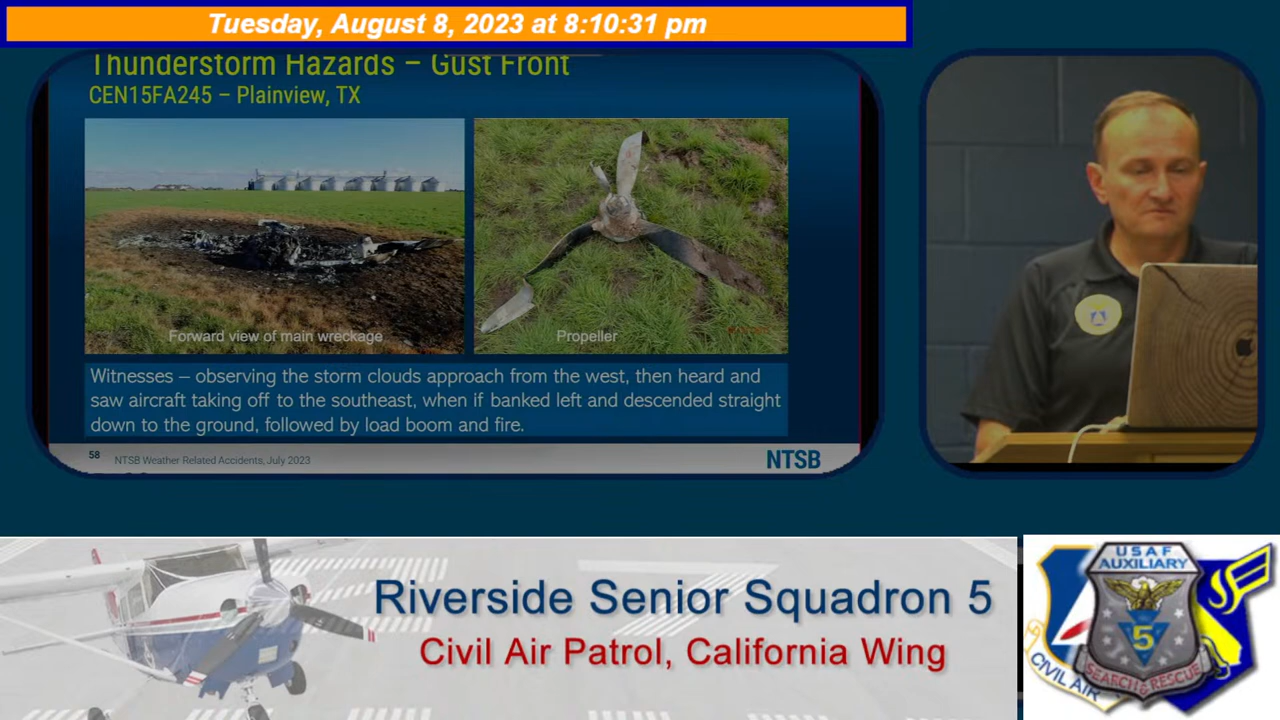 Tuesday, August 8, 2023 at 8:10:31 pm
Thunderstorm Hazards – Gust Front
CEN15FA245 – Plainview, TX
Forward view of main wreckage
Propeller
Witnesses – observing the storm clouds approach from the west, then heard and
saw aircraft taking off to the southeast, when if banked left and descended straight
down to the ground, followed by load boom and fire.
58
NTSB Weather Related Accidents, July 2023
NTSB
Riverside Senior Squadron 5
Civil Air Patrol, California Wing
USAF
AUXILIARY
5
SEARCH & RESCUE
CIVIL AIR